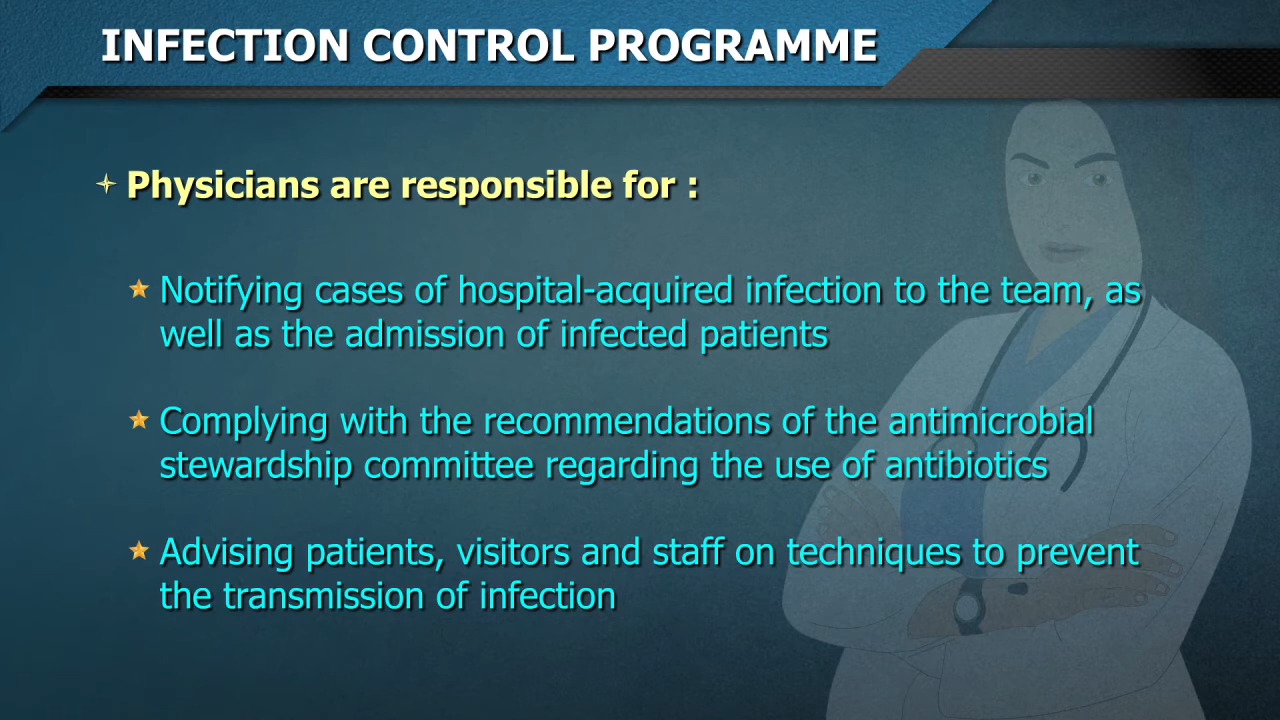 INFECTION CONTROL PROGRAMME
Physicians are responsible for :
Notifying cases of hospital-acquired infection to the team, as
well as the admission of infected patients
Complying with the recommendations of the antimicrobial
stewardship committee regarding the use of antibiotics
Advising patients, visitors and staff on techniques to prevent
the transmission of infection